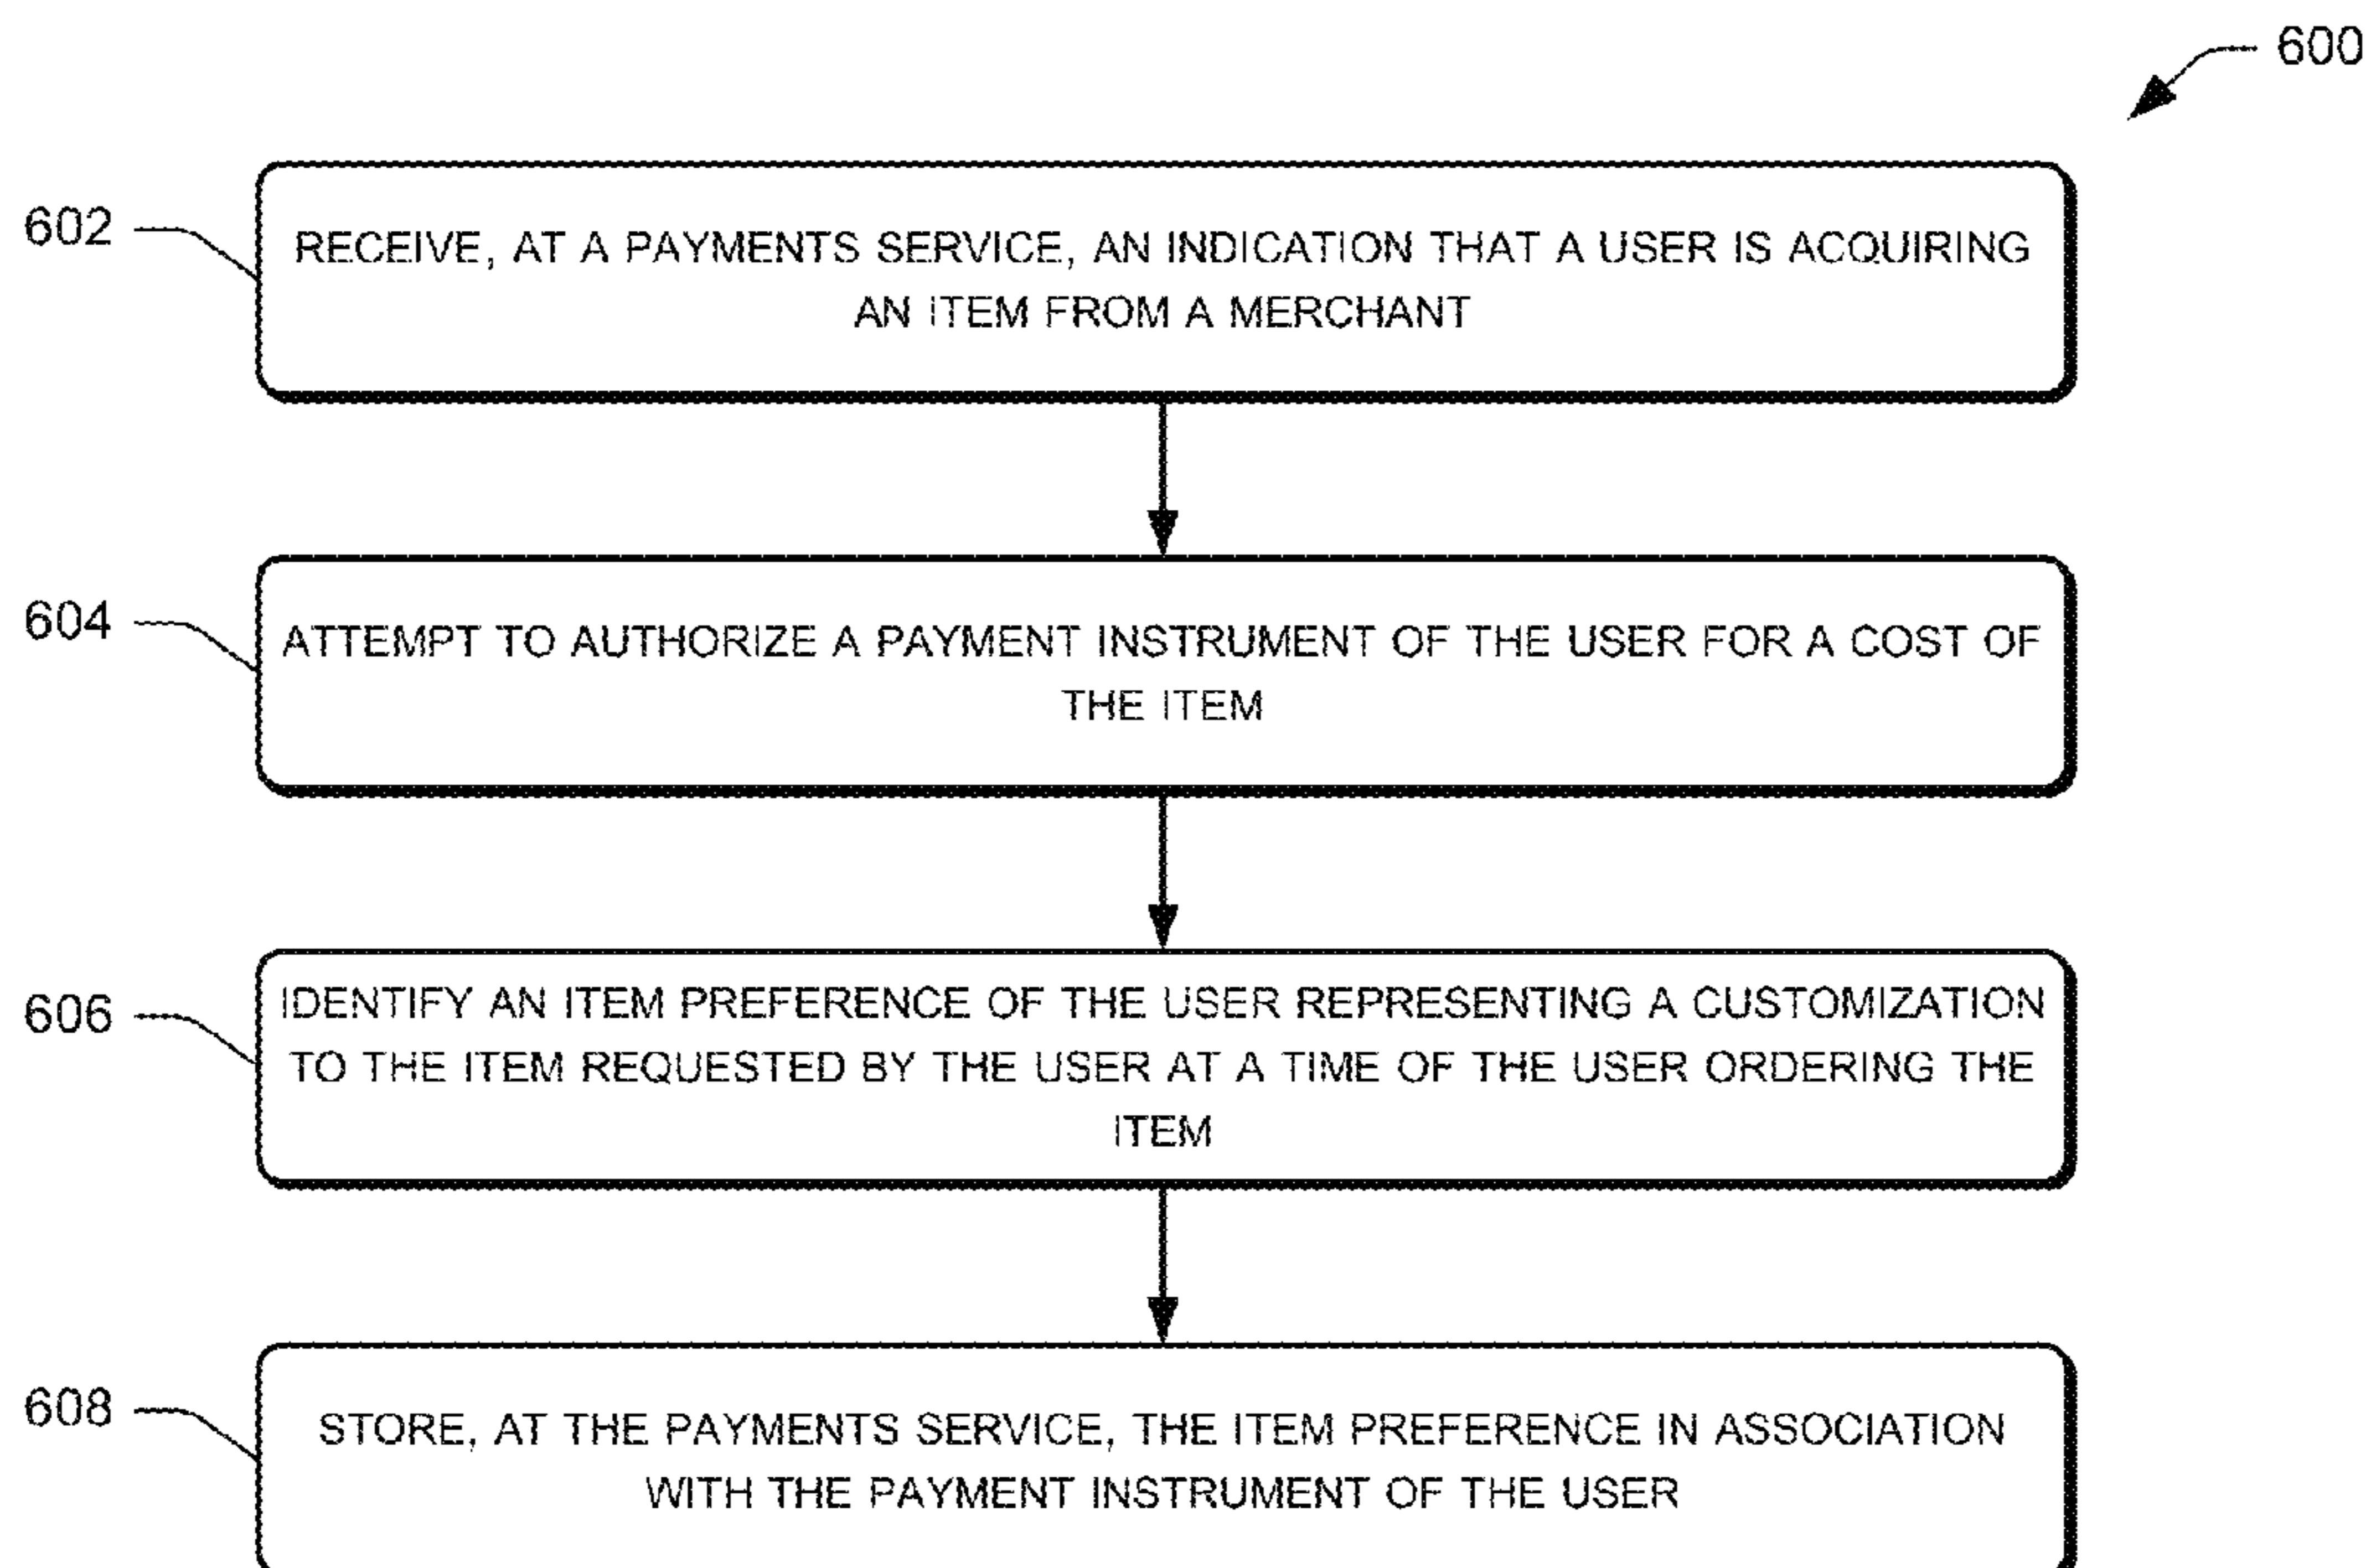 600
602
RECEIVE, AT A PAYMENTS SERVICE, AN INDICATION THAT A USER IS ACQUIRING
AN ITEM FROM A MERCHANT
604
ATTEMPT TO AUTHORIZE A PAYMENT INSTRUMENT OF THE USER FOR A COST OF
THE ITEM
606
IDENTIFY AN ITEM PREFERENCE OF THE USER REPRESENTING A CUSTOMIZATION
TO THE ITEM REQUESTED BY THE USER AT A TIME OF THE USER ORDERING THE
ITEM
608
STORE, AT THE PAYMENTS SERVICE, THE ITEM PREFERENCE IN ASSOCIATION
WITH THE PAYMENT INSTRUMENT OF THE USER